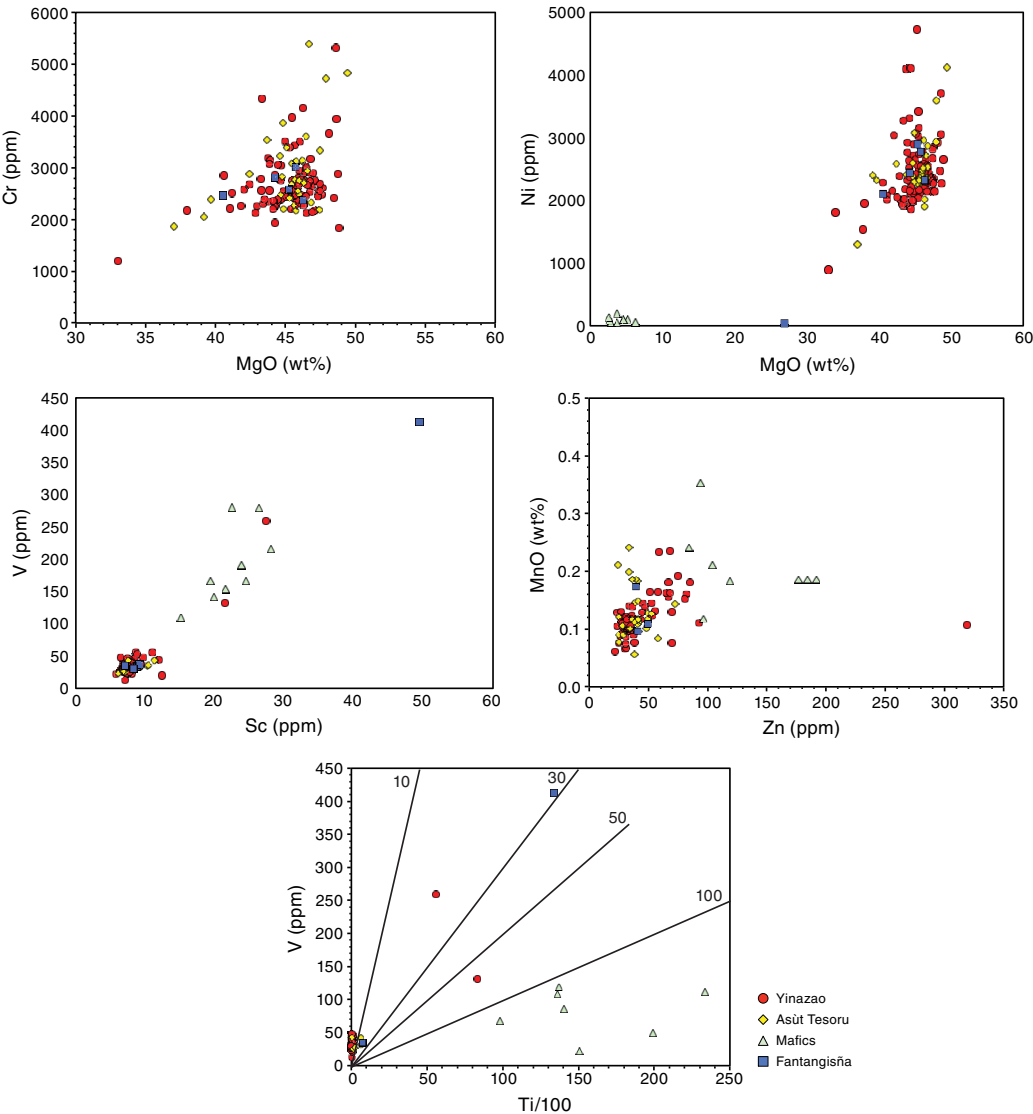 6000
5000
4000
3000
2000
1000
0
Cr (ppm)
30 35 40 45 50 55 60
MgO (wt%)
5000
4000
3000
2000
1000
0
Ni (ppm)
0 10 20 30 40 50 60
MgO (wt%)
450
400
350
300
250
200
150
100
50
0
V (ppm)
0 10 20 30 40 50 60
Sc (ppm)
0.5
0.4
0.3
0.2
0.1
0.0
MnO (wt%)
0 50 100 150 200 250 300 350
Zn (ppm)
450
400
350
300
250
200
150
100
50
0
V (ppm)
10
30
50
100
0 50 100 150 200 250
Ti/100
Yinazao
Asùt Tesoru
Mafics
Fantangisña